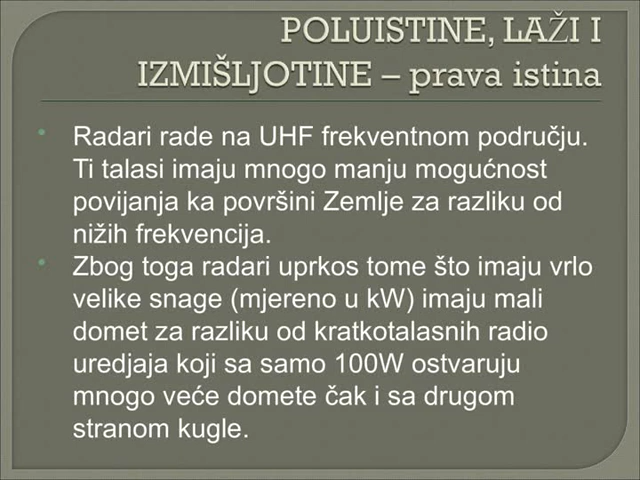 POLUISTINE, LAŽI I
IZMIŠLJOTINE – prava istina
• Radari rade na UHF frekventnom području.
Ti talasi imaju mnogo manju mogućnost
povijanja ka površini Zemlje za razliku od
nižih frekvencija.
• Zbog toga radari uprkos tome što imaju vrlo
velike snage (mjereno u kW) imaju mali
domet za razliku od kratkotalasnih radio
uredjaja koji sa samo 100W ostvaruju
mnogo veće domete čak i sa drugom
stranom kugle.